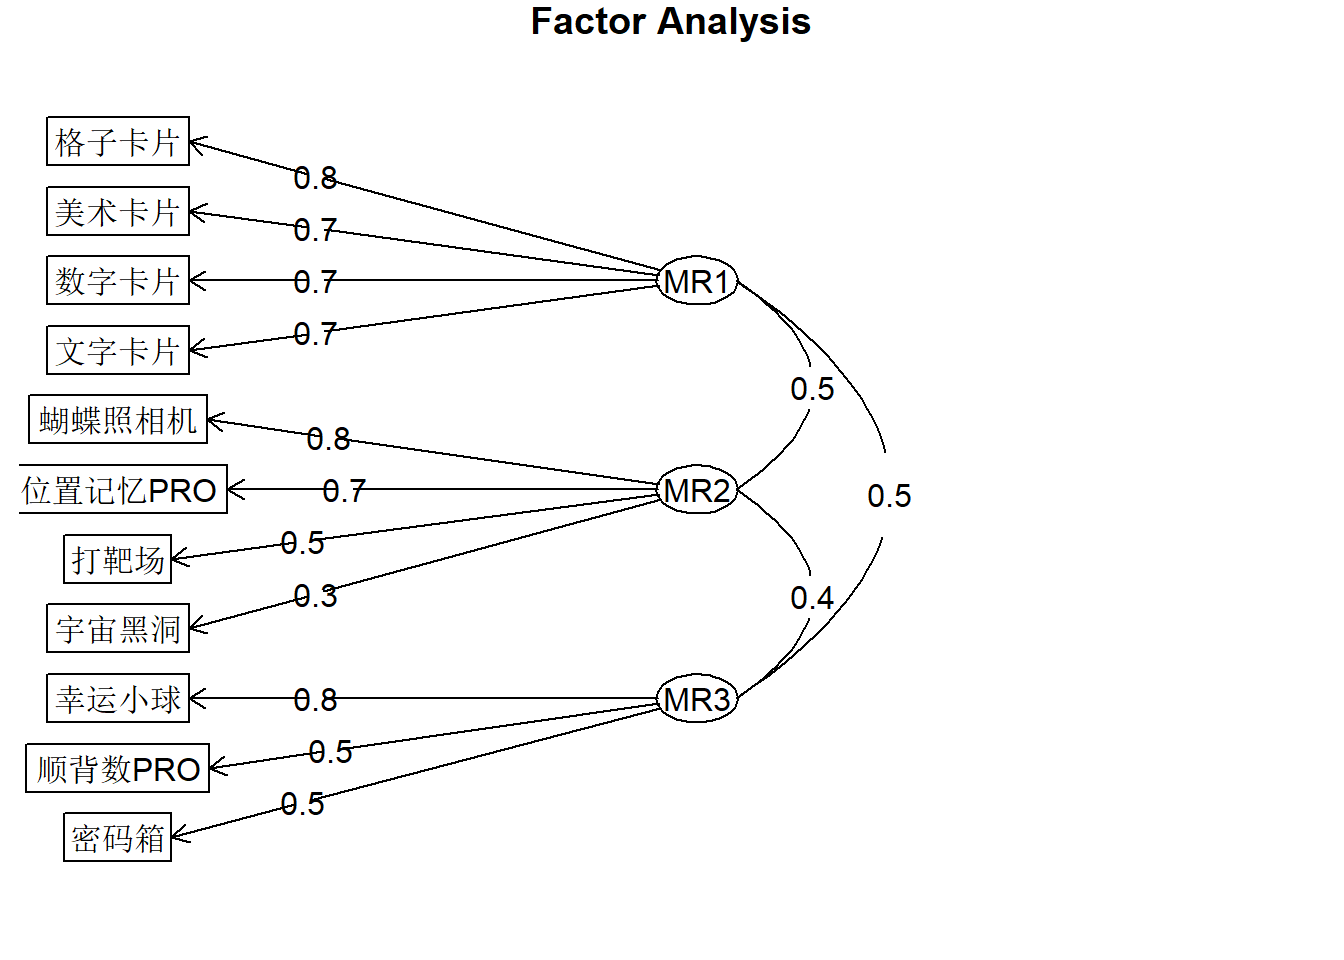 Factor Analysis
格子卡片
0.8
美术卡片
0.7
数字卡片
0.7
MR1
文字卡片
0.7
0.5
蝴蝶照相机
0.8
位置记忆PRO
0.7
MR2
0.5
打靶场
0.5
宇宙黑洞
0.3
0.4
幸运小球
0.8
MR3
顺背数PRO
0.5
密码箱
0.5